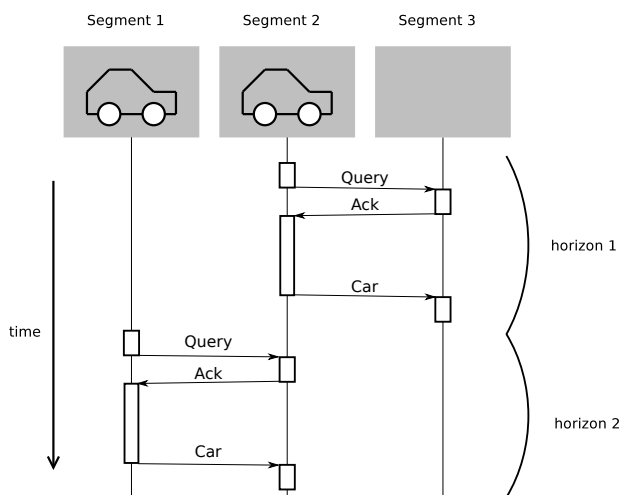 Segment 1
Segment 2
Segment 3
Query
Ack
horizon 1
Car
time
Query
Ack
horizon 2
Car